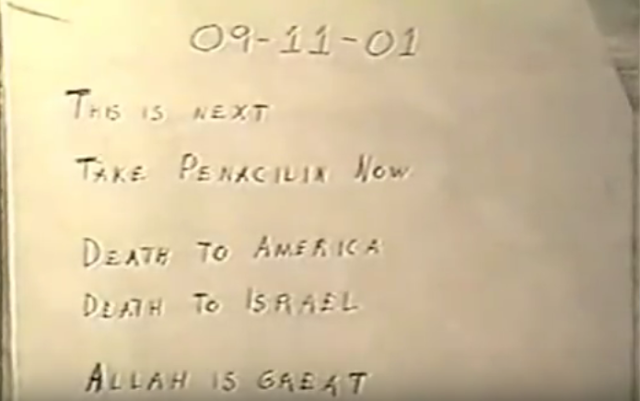 09-11-01
THIS IS NEXT
TAKE PENACILIN NOW
DEATH TO AMERICA
DEATH TO ISRAEL
ALLAH IS GREAT